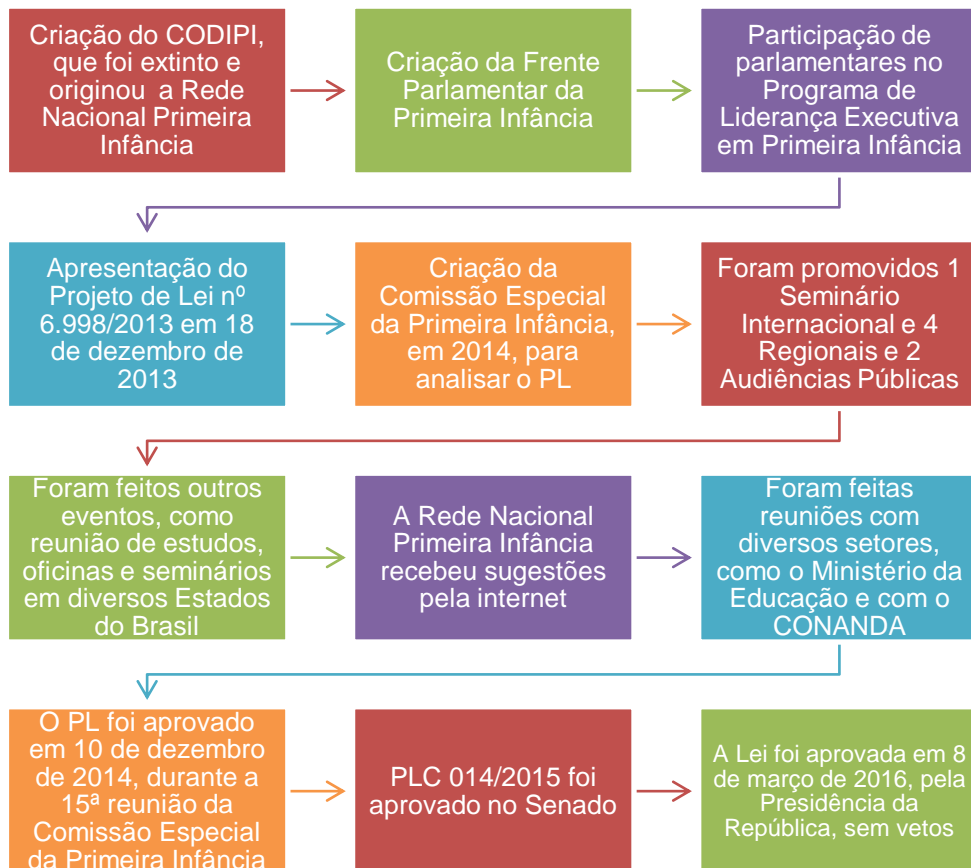 Criação do CODIPI,
que foi extinto e
originou a Rede
Nacional Primeira
Infância
Criação da Frente
Parlamentar da
Primeira Infância
Participação de
parlamentares no
Programa de
Liderança Executiva
em Primeira Infância
Apresentação do
Projeto de Lei nº
6.998/2013 em 18
de dezembro de
2013
Criação da
Comissão Especial
da Primeira Infância,
em 2014, para
analisar o PL
Foram promovidos 1
Seminário
Internacional e 4
Regionais e 2
Audiências Públicas
Foram feitos outros
eventos, como
reunião de estudos,
oficinas e seminários
em diversos Estados
do Brasil
A Rede Nacional
Primeira Infância
recebeu sugestões
pela internet
Foram feitas
reuniões com
diversos setores,
como o Ministério da
Educação e com o
CONANDA
O PL foi aprovado
em 10 de dezembro
de 2014, durante a
15ª reunião da
Comissão Especial
da Primeira Infância
PLC 014/2015 foi
aprovado no Senado
A Lei foi aprovada em 8
de março de 2016, pela
Presidência da
República, sem vetos